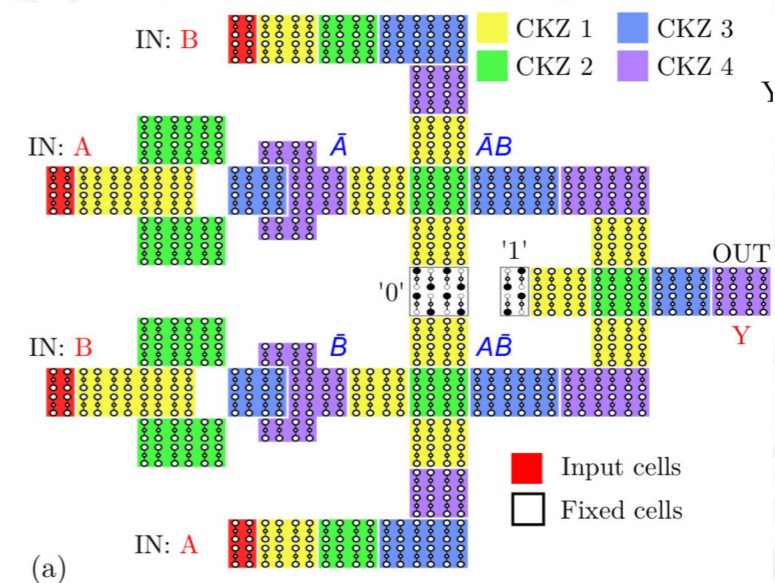 IN: B
CKZ 1
CKZ 3
CKZ 2
CKZ 4
Y
IN: A
Ā
ĀB
'1'
OUT
'0'
Y
IN: B
B̄
AB̄
Input cells
Fixed cells
IN: A
(a)